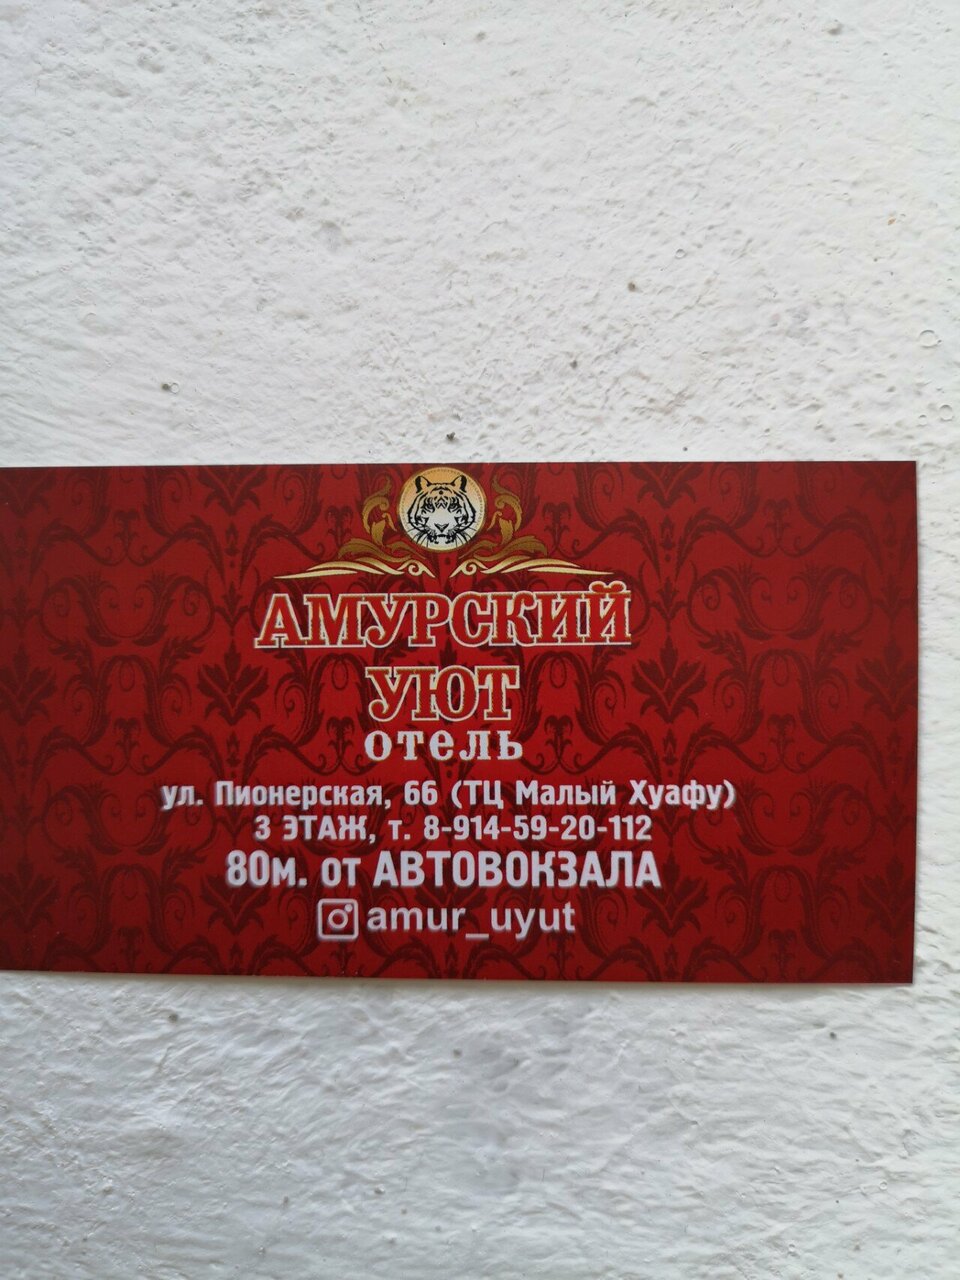 АМУРСКИЙ
УЮТ
отель
ул. Пионерская, 66 (ТЦ Малый Хуафу)
3 ЭТАЖ, т. 8-914-59-20-112
80м. от АВТОВОКЗАЛА
amur_uyut